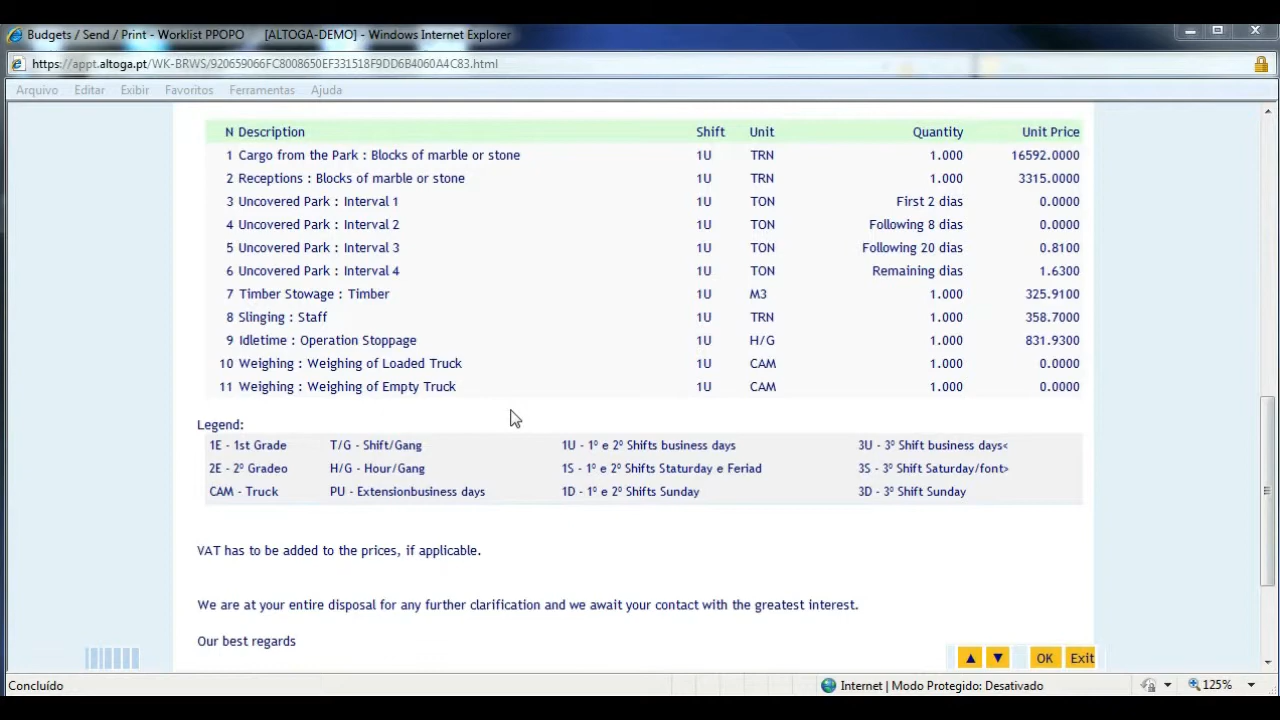 Budgets / Send / Print - Worklist PPOPO [ALTOGA-DEMO] - Windows Internet Explorer
https://appt.altoga.pt/WK-BRWS/920659066FC8008650EF331518F9DD6B4060A4C83.html
Arquivo Editar Exibir Favoritos Ferramentas Ajuda
N Description Shift Unit Quantity Unit Price
1 Cargo from the Park : Blocks of marble or stone 1U TRN 1.000 16592.0000
2 Receptions : Blocks of marble or stone 1U TRN 1.000 3315.0000
3 Uncovered Park : Interval 1 1U TON First 2 dias 0.0000
4 Uncovered Park : Interval 2 1U TON Following 8 dias 0.0000
5 Uncovered Park : Interval 3 1U TON Following 20 dias 0.8100
6 Uncovered Park : Interval 4 1U TON Remaining dias 1.6300
7 Timber Stowage : Timber 1U M3 1.000 325.9100
8 Slinging : Staff 1U TRN 1.000 358.7000
9 Idletime : Operation Stoppage 1U H/G 1.000 831.9300
10 Weighing : Weighing of Loaded Truck 1U CAM 1.000 0.0000
11 Weighing : Weighing of Empty Truck 1U CAM 1.000 0.0000
Legend:
1E - 1st Grade T/G - Shift/Gang 1U - 1º e 2º Shifts business days 3U - 3º Shift business days<
2E - 2º Gradeo H/G - Hour/Gang 1S - 1º e 2º Shifts Staturday e Feriad 3S - 3º Shift Saturday/font>
CAM - Truck PU - Extensionbusiness days 1D - 1º e 2º Shifts Sunday 3D - 3º Shift Sunday
VAT has to be added to the prices, if applicable.
We are at your entire disposal for any further clarification and we await your contact with the greatest interest.
Our best regards
OK Exit
Concluído Internet | Modo Protegido: Desativado 125%